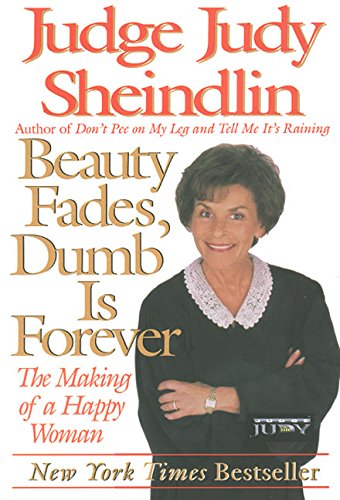 Judge Judy
Sheindlin
Author of Don't Pee on My Leg and Tell Me It's Raining
Beauty
Fades,
Dumb
Is
Forever
The Making
of a Happy
Woman
JUDGE
JUDY
New York Times Bestseller